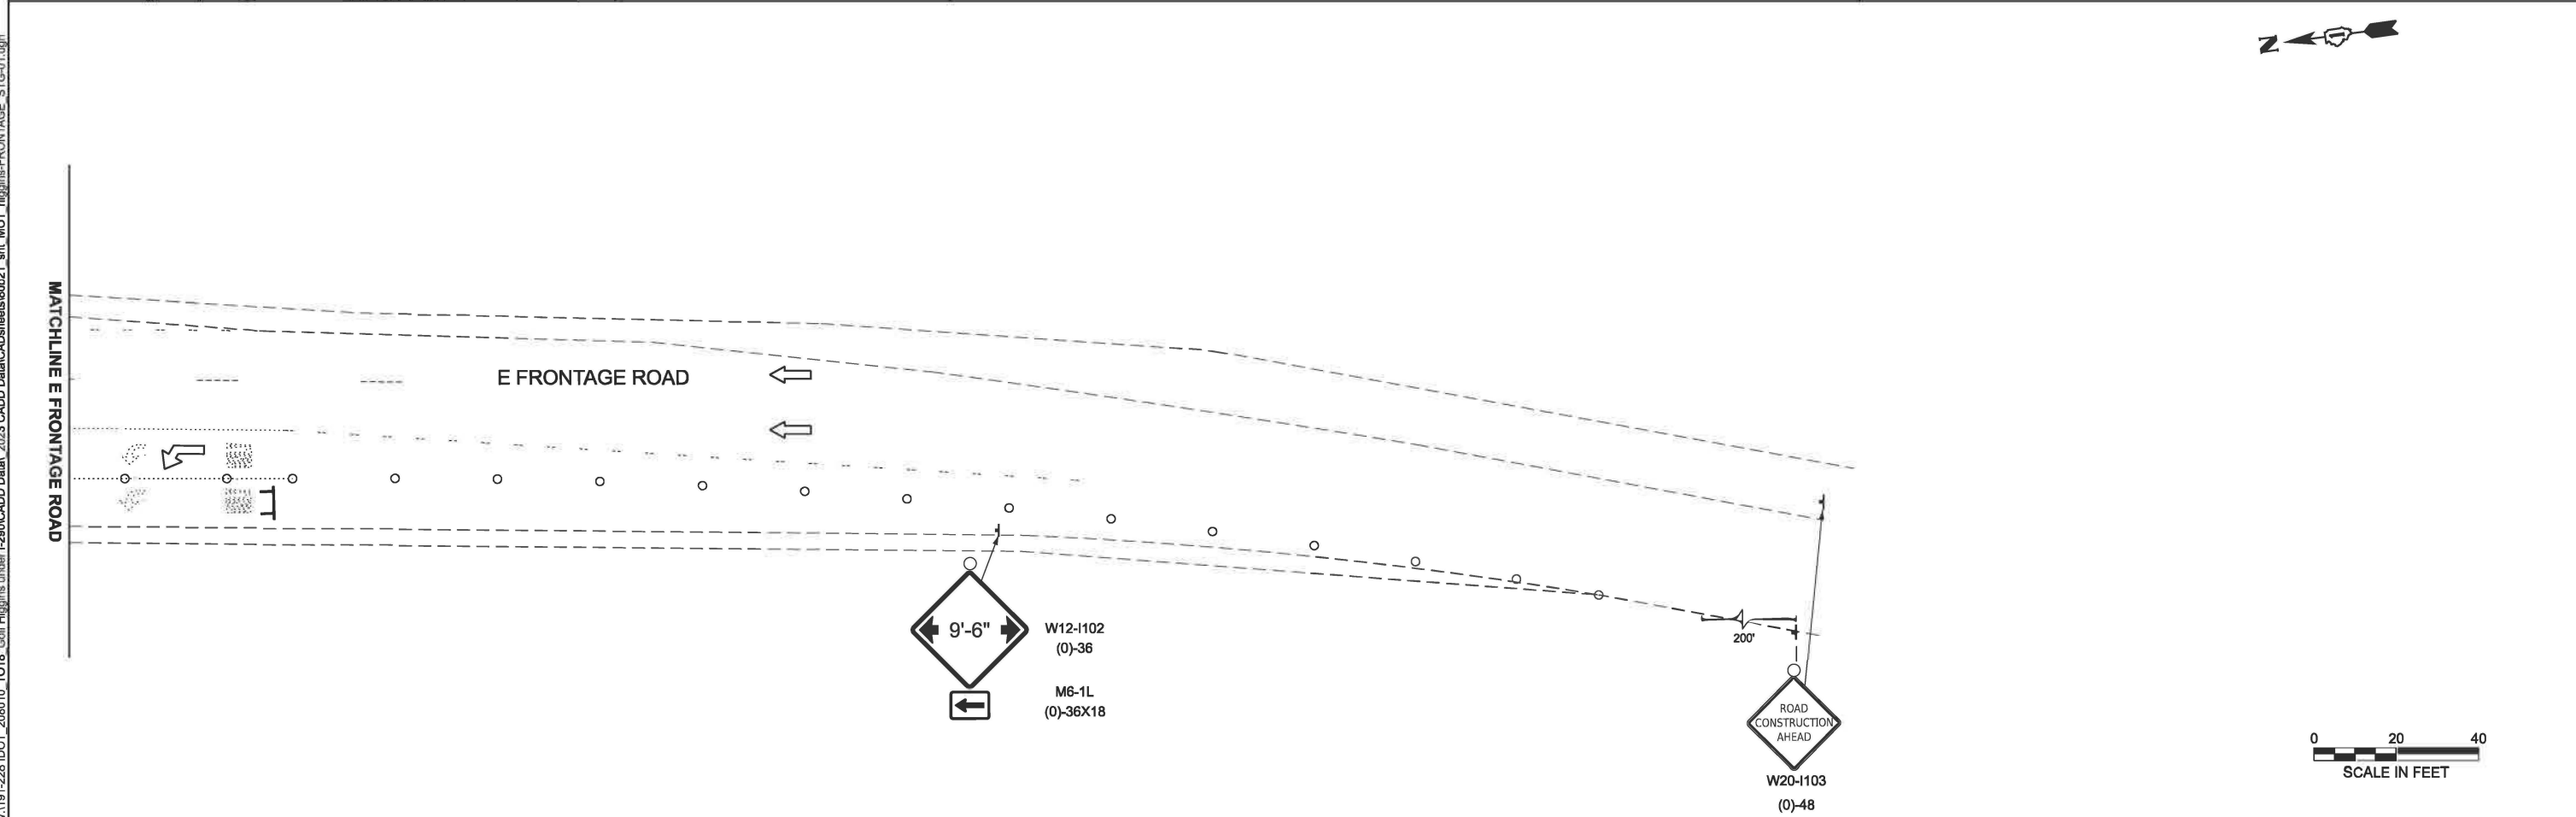 N
MATCHLINE E FRONTAGE ROAD
E FRONTAGE ROAD
9'-6"
W12-I102
(0)-36
M6-1L
(0)-36X18
200'
ROAD
CONSTRUCTION
AHEAD
W20-I103
(0)-48
0 20 40
SCALE IN FEET